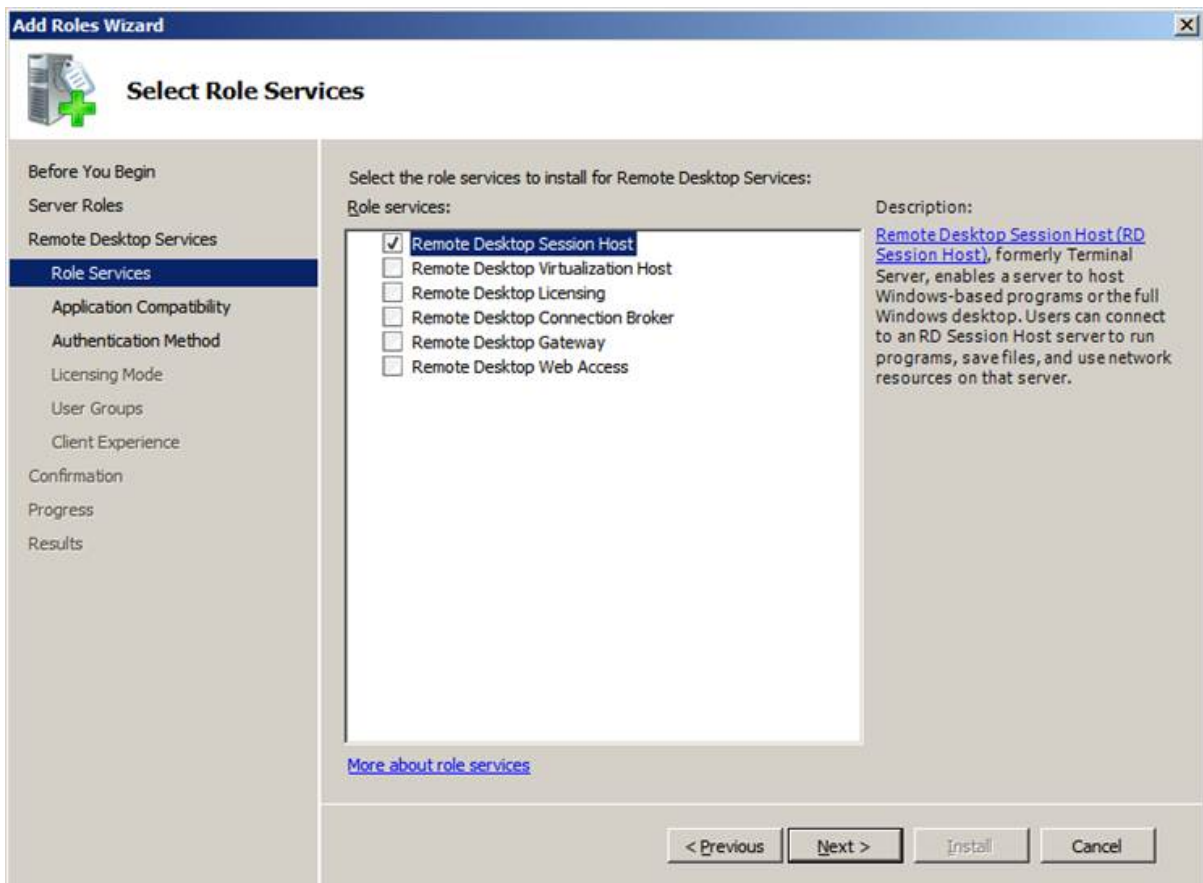 Add Roles Wizard
Select Role Services
Before You Begin
Server Roles
Remote Desktop Services
Role Services
Application Compatibility
Authentication Method
Licensing Mode
User Groups
Client Experience
Confirmation
Progress
Results
Select the role services to install for Remote Desktop Services:
Role services:
Remote Desktop Session Host
Remote Desktop Virtualization Host
Remote Desktop Licensing
Remote Desktop Connection Broker
Remote Desktop Gateway
Remote Desktop Web Access
More about role services
Description:
Remote Desktop Session Host (RD
Session Host), formerly Terminal
Server, enables a server to host
Windows-based programs or the full
Windows desktop. Users can connect
to an RD Session Host server to run
programs, save files, and use network
resources on that server.
< Previous
Next >
Install
Cancel